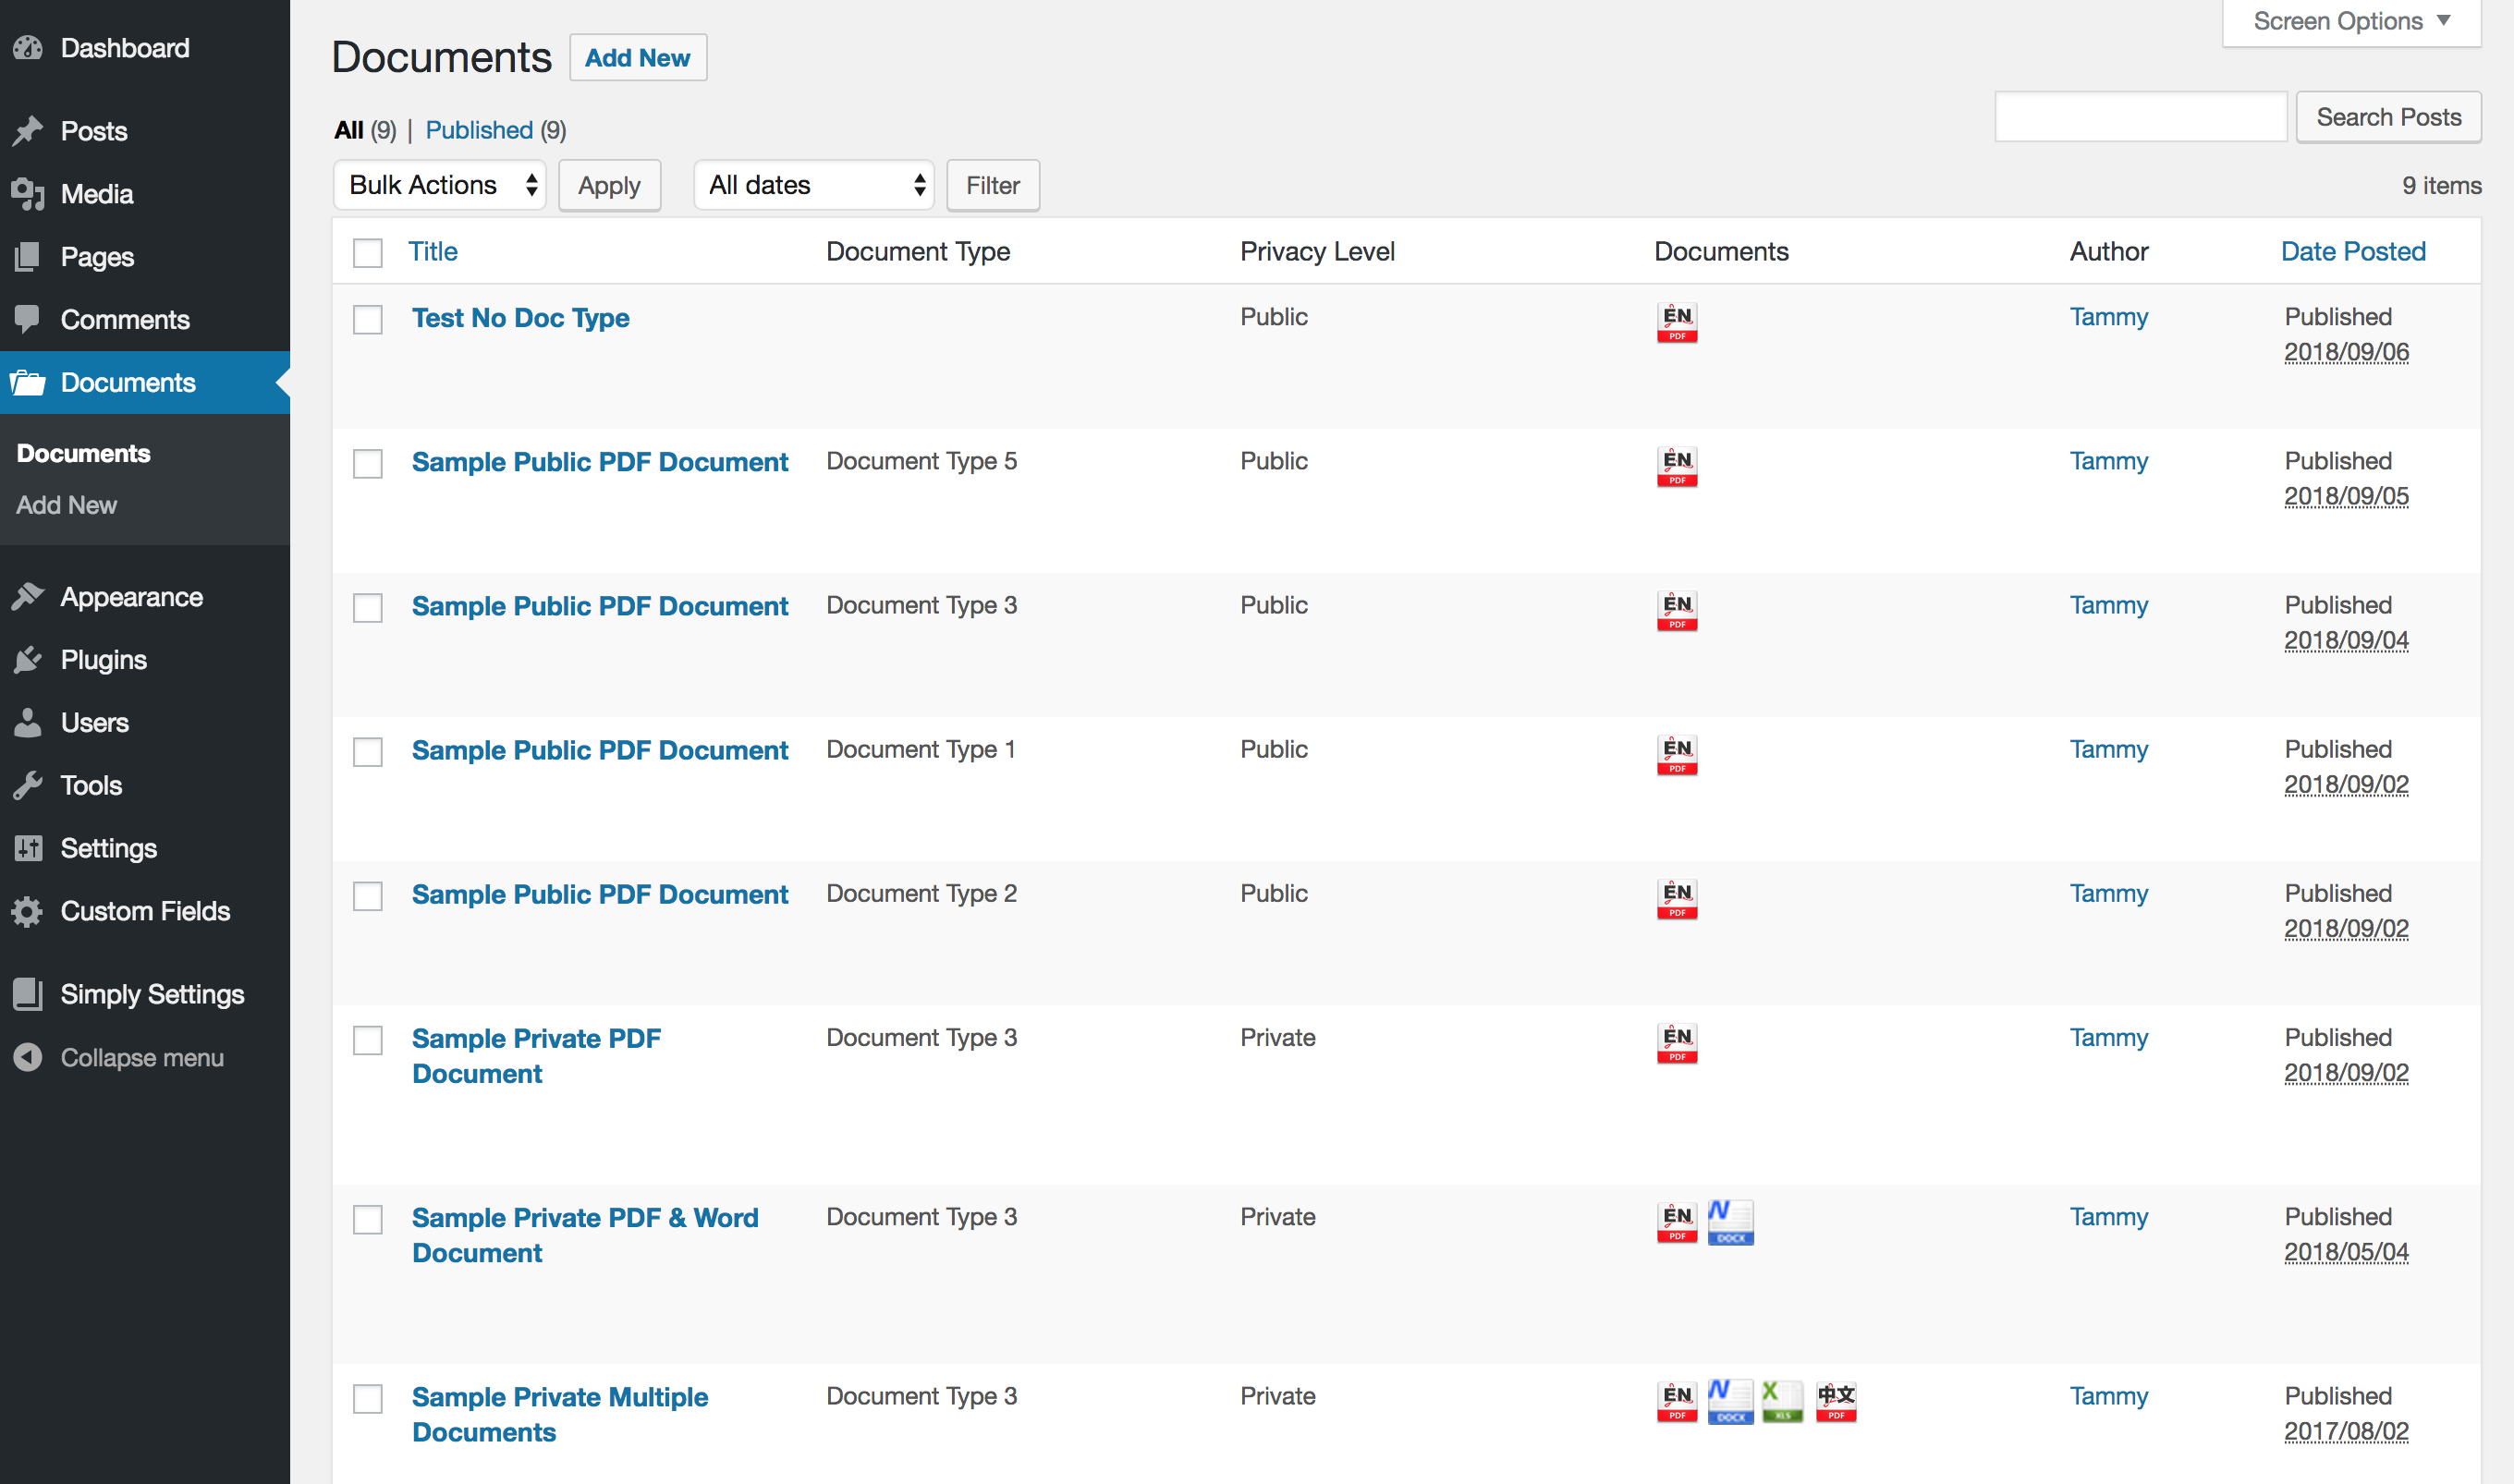 Dashboard
Posts
Media
Pages
Comments
Documents
Documents
Add New
Appearance
Plugins
Users
Tools
Settings
Custom Fields
Simply Settings
Collapse menu
Screen Options ▼
Documents Add New
All (9) | Published (9)
Search Posts
Bulk Actions Apply All dates Filter 9 items
Title Document Type Privacy Level Documents Author Date Posted
Test No Doc Type Public EN PDF Tammy Published
2018/09/06
Sample Public PDF Document Document Type 5 Public EN PDF Tammy Published
2018/09/05
Sample Public PDF Document Document Type 3 Public EN PDF Tammy Published
2018/09/04
Sample Public PDF Document Document Type 1 Public EN PDF Tammy Published
2018/09/02
Sample Public PDF Document Document Type 2 Public EN PDF Tammy Published
2018/09/02
Sample Private PDF Document Type 3 Private EN PDF Tammy Published
Document 2018/09/02
Sample Private PDF & Word Document Type 3 Private EN PDF W DOCX Tammy Published
Document 2018/05/04
Sample Private Multiple Document Type 3 Private EN PDF W DOCX X XLS 中文 PDF Tammy Published
Documents 2017/08/02